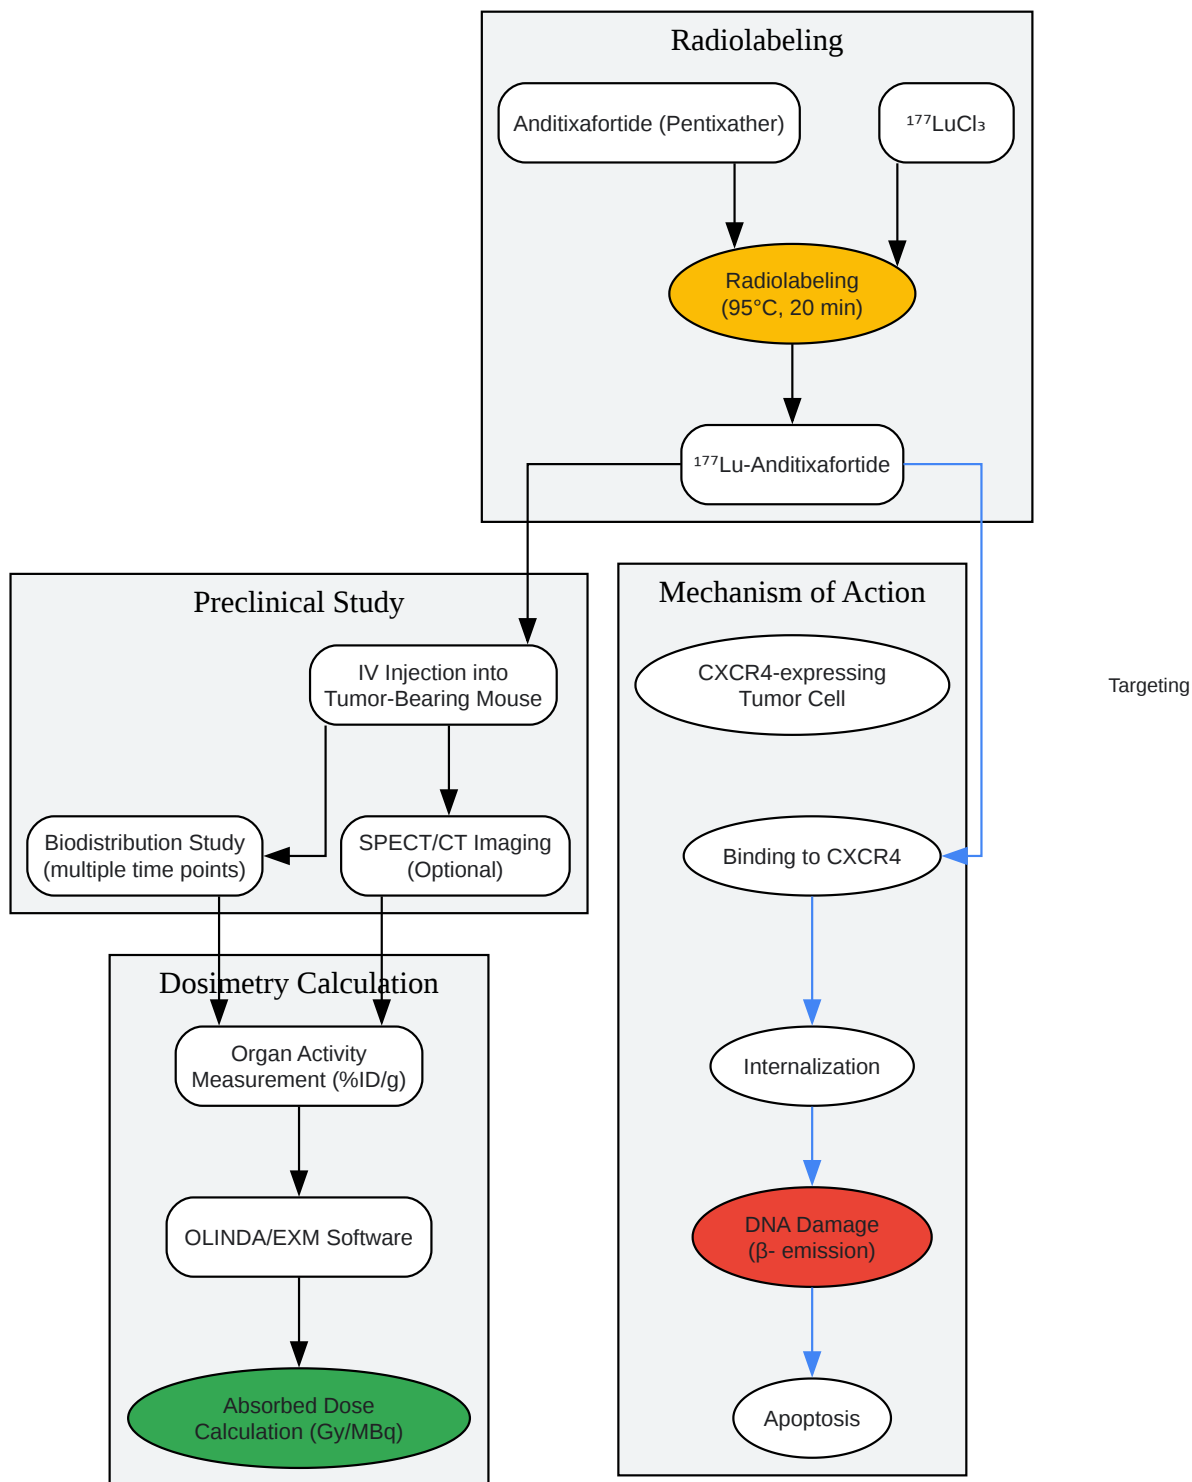 Radiolabeling
Anditixafortide (Pentixather)
¹⁷⁷LuCl₃
Radiolabeling
(95°C, 20 min)
¹⁷⁷Lu-Anditixafortide
Preclinical Study
IV Injection into
Tumor-Bearing Mouse
Biodistribution Study
(multiple time points)
SPECT/CT Imaging
(Optional)
Mechanism of Action
CXCR4-expressing
Tumor Cell
Targeting
Binding to CXCR4
Internalization
DNA Damage
(β- emission)
Apoptosis
Dosimetry Calculation
Organ Activity
Measurement (%ID/g)
OLINDA/EXM Software
Absorbed Dose
Calculation (Gy/MBq)